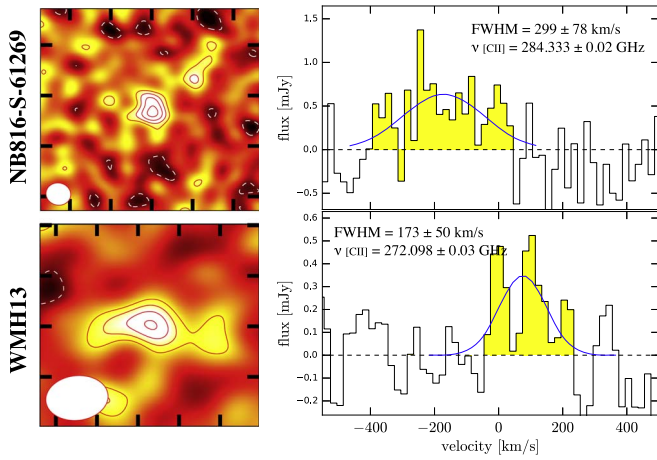 NB816-S-61269
FWHM = 299 ± 78 km/s
ν [CII] = 284.333 ± 0.02 GHz
flux [mJy]
1.5
1.0
0.5
0.0
−0.5
WMH13
FWHM = 173 ± 50 km/s
ν [CII] = 272.098 ± 0.03 GHz
flux [mJy]
0.6
0.5
0.4
0.3
0.2
0.1
0.0
−0.1
−0.2
−400 −200 0 200 400
velocity [km/s]